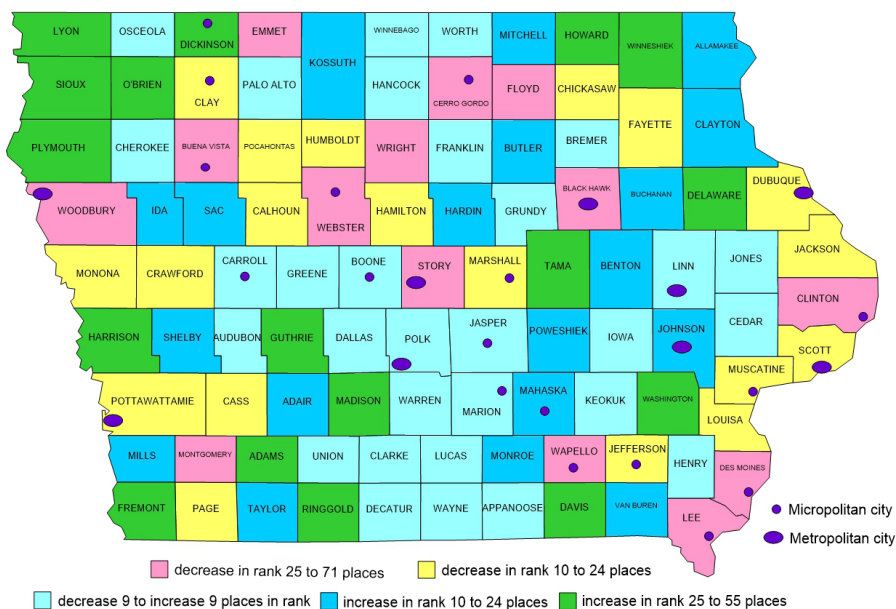 LYON OSCEOLA DICKINSON EMMET WINNEBAGO WORTH MITCHELL HOWARD WINNESHIEK ALLAMAKEE
KOSSUTH
SIOUX O'BRIEN CLAY PALO ALTO HANCOCK CERRO GORDO FLOYD CHICKASAW
PLYMOUTH CHEROKEE BUENA VISTA POCAHONTAS HUMBOLDT WRIGHT FRANKLIN BUTLER BREMER FAYETTE CLAYTON
WOODBURY IDA SAC CALHOUN WEBSTER HAMILTON HARDIN GRUNDY BLACK HAWK BUCHANAN DELAWARE DUBUQUE
MONONA CRAWFORD CARROLL GREENE BOONE STORY MARSHALL TAMA BENTON LINN JONES JACKSON
CLINTON
HARRISON SHELBY AUDUBON GUTHRIE DALLAS POLK JASPER POWESHIEK IOWA JOHNSON CEDAR SCOTT
MUSCATINE
POTTAWATTAMIE CASS ADAIR MADISON WARREN MARION MAHASKA KEOKUK WASHINGTON LOUISA
MILLS MONTGOMERY ADAMS UNION CLARKE LUCAS MONROE WAPELLO JEFFERSON HENRY DES MOINES
FREMONT PAGE TAYLOR RINGGOLD DECATUR WAYNE APPANOOSE DAVIS VAN BUREN LEE
Micropolitan city
Metropolitan city
decrease in rank 25 to 71 places
decrease in rank 10 to 24 places
decrease 9 to increase 9 places in rank
increase in rank 10 to 24 places
increase in rank 25 to 55 places